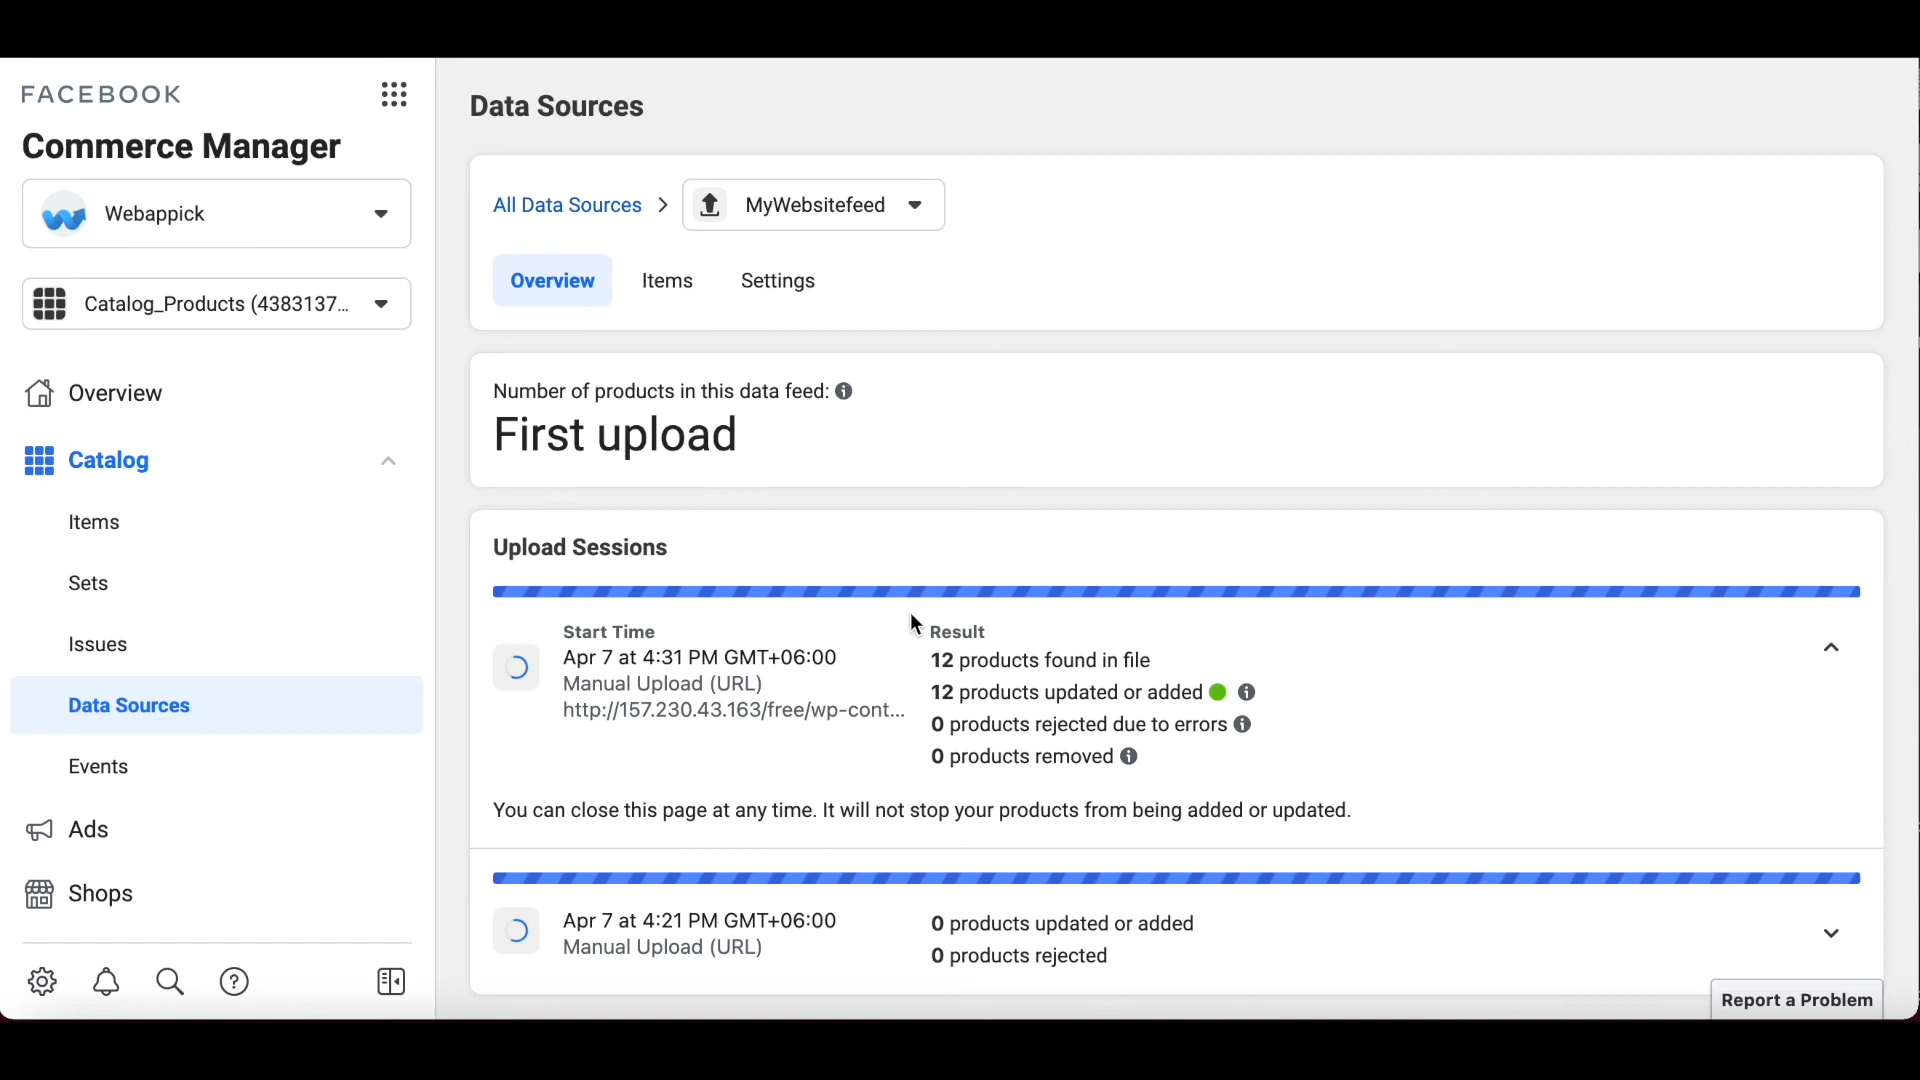 FACEBOOK
Commerce Manager
Webappick
Catalog_Products (4383137...
Overview
Catalog
Items
Sets
Issues
Data Sources
Events
Ads
Shops
Data Sources
All Data Sources > MyWebsitefeed
Overview Items Settings
Number of products in this data feed:
First upload
Upload Sessions
Start Time
Apr 7 at 4:31 PM GMT+06:00
Manual Upload (URL)
http://157.230.43.163/free/wp-cont...
Result
12 products found in file
12 products updated or added
0 products rejected due to errors
0 products removed
You can close this page at any time. It will not stop your products from being added or updated.
Apr 7 at 4:21 PM GMT+06:00
Manual Upload (URL)
0 products updated or added
0 products rejected
Report a Problem